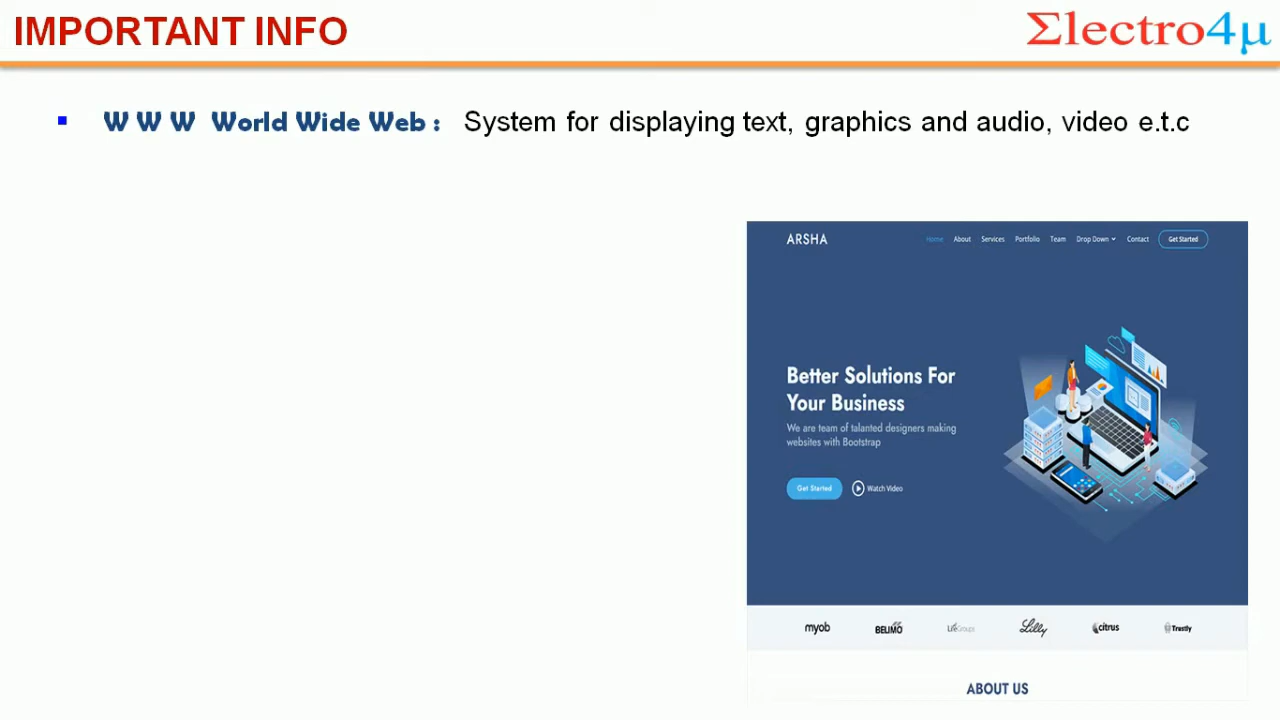 IMPORTANT INFO
Σlectro4μ
▪ W W W World Wide Web : System for displaying text, graphics and audio, video e.t.c
ARSHA
Home About Services Portfolio Team Drop Down Contact Get Started
Better Solutions For
Your Business
We are team of talanted designers making
websites with Bootstrap
Get Started Watch Video
myob BELIMO LifeGroups Lilly citrus Trustly
ABOUT US